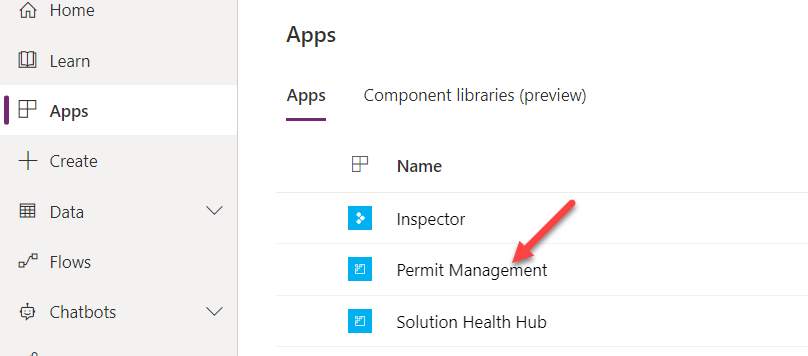 Home
Learn
Apps
Create
Data
Flows
Chatbots
Apps
Apps Component libraries (preview)
Name
Inspector
Permit Management
Solution Health Hub